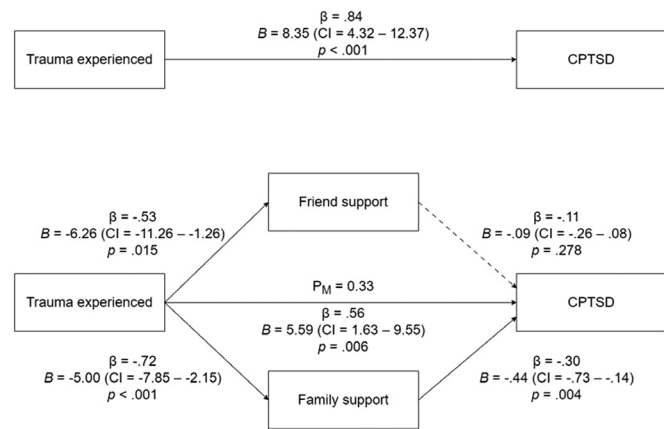 β = .84
B = 8.35 (CI = 4.32 – 12.37)
p < .001
Trauma experienced
CPTSD
Friend support
β = -.53
B = -6.26 (CI = -11.26 – -1.26)
p = .015
β = -.11
B = -.09 (CI = -.26 – .08)
p = .278
Trauma experienced
P_M = 0.33
CPTSD
β = .56
B = 5.59 (CI = 1.63 – 9.55)
p = .006
β = -.72
B = -5.00 (CI = -7.85 – -2.15)
p < .001
Family support
β = -.30
B = -.44 (CI = -.73 – -.14)
p = .004